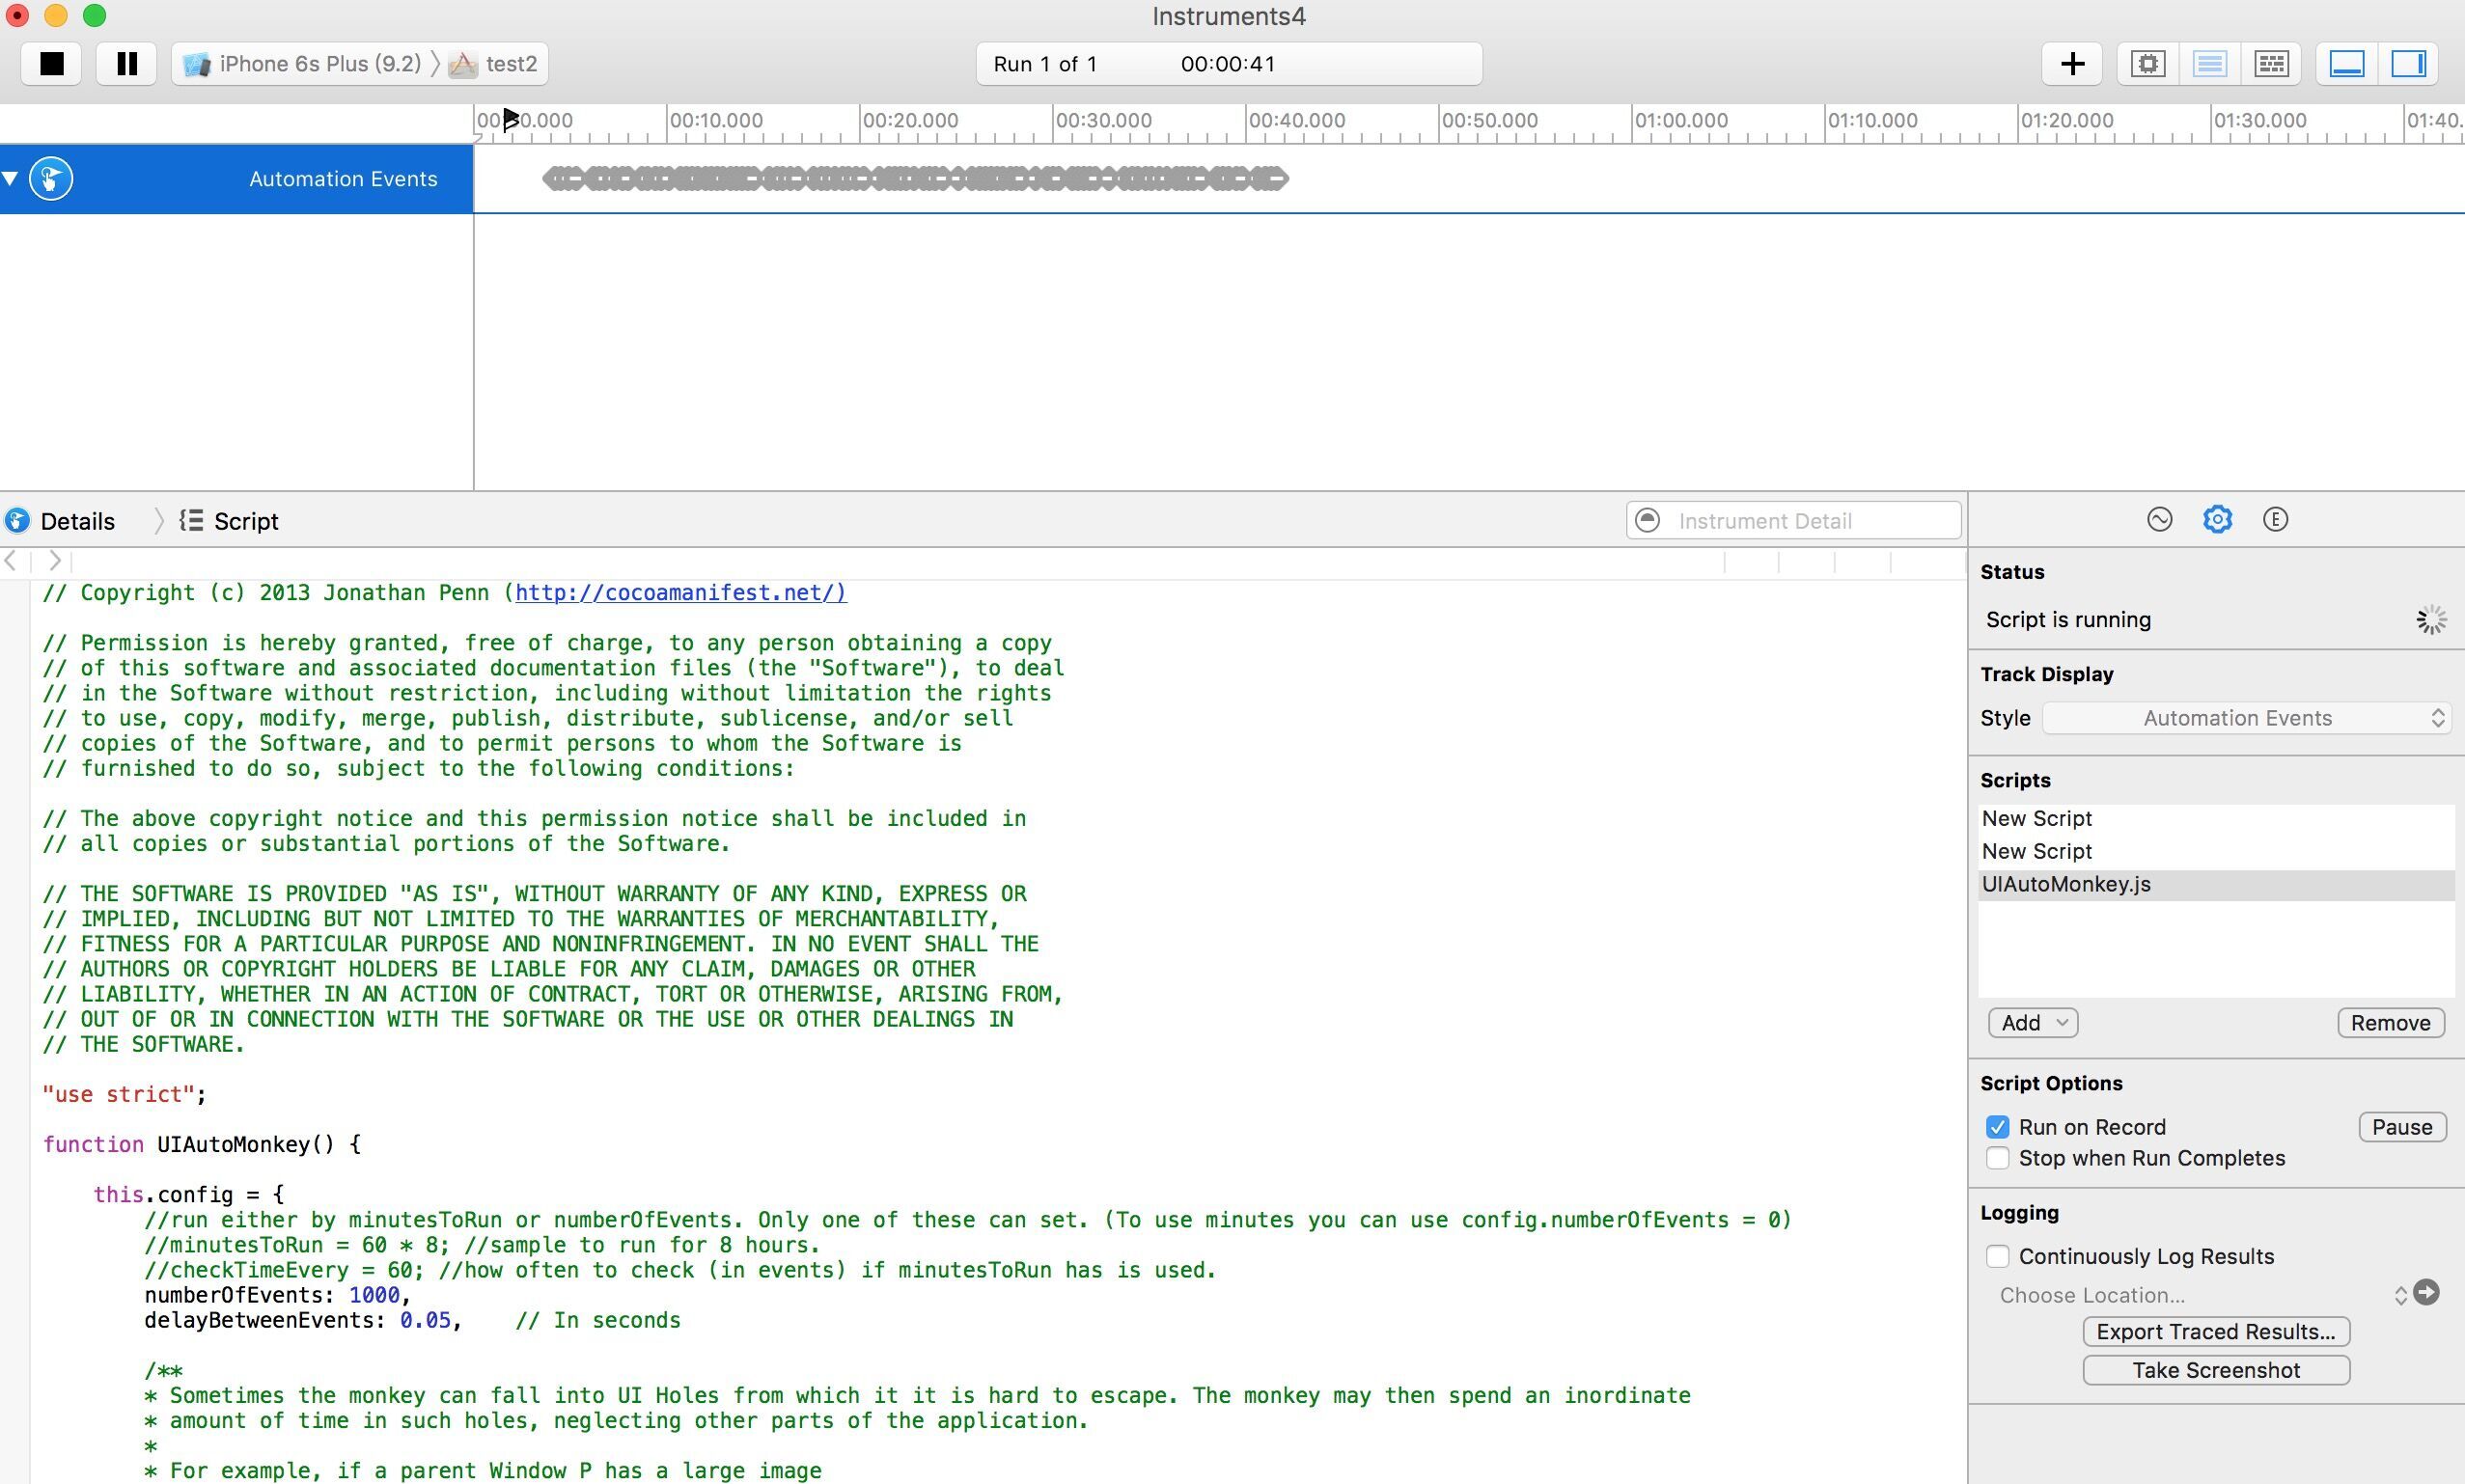 Instruments4
iPhone 6s Plus (9.2) test2
Run 1 of 1 00:00:41
00:10.000 00:20.000 00:30.000 00:40.000 00:50.000 01:00.000 01:10.000 01:20.000 01:30.000 01:40.
Automation Events
Details Script
Instrument Detail
// Copyright (c) 2013 Jonathan Penn (http://cocoamanifest.net/)
// Permission is hereby granted, free of charge, to any person obtaining a copy
// of this software and associated documentation files (the "Software"), to deal
// in the Software without restriction, including without limitation the rights
// to use, copy, modify, merge, publish, distribute, sublicense, and/or sell
// copies of the Software, and to permit persons to whom the Software is
// furnished to do so, subject to the following conditions:
// The above copyright notice and this permission notice shall be included in
// all copies or substantial portions of the Software.
// THE SOFTWARE IS PROVIDED "AS IS", WITHOUT WARRANTY OF ANY KIND, EXPRESS OR
// IMPLIED, INCLUDING BUT NOT LIMITED TO THE WARRANTIES OF MERCHANTABILITY,
// FITNESS FOR A PARTICULAR PURPOSE AND NONINFRINGEMENT. IN NO EVENT SHALL THE
// AUTHORS OR COPYRIGHT HOLDERS BE LIABLE FOR ANY CLAIM, DAMAGES OR OTHER
// LIABILITY, WHETHER IN AN ACTION OF CONTRACT, TORT OR OTHERWISE, ARISING FROM,
// OUT OF OR IN CONNECTION WITH THE SOFTWARE OR THE USE OR OTHER DEALINGS IN
// THE SOFTWARE.
"use strict";
function UIAutoMonkey() {
this.config = {
//run either by minutesToRun or numberOfEvents. Only one of these can set. (To use minutes you can use config.numberOfEvents = 0)
//minutesToRun = 60 * 8; //sample to run for 8 hours.
//checkTimeEvery = 60; //how often to check (in events) if minutesToRun has is used.
numberOfEvents: 1000,
delayBetweenEvents: 0.05, // In seconds
/**
* Sometimes the monkey can fall into UI Holes from which it it is hard to escape. The monkey may then spend an inordinate
* amount of time in such holes, neglecting other parts of the application.
*
* For example, if a parent Window P has a large image
E
Status
Script is running
Track Display
Style Automation Events
Scripts
New Script
New Script
UIAutoMonkey.js
Add Remove
Script Options
Run on Record Pause
Stop when Run Completes
Logging
Continuously Log Results
Choose Location...
Export Traced Results...
Take Screenshot